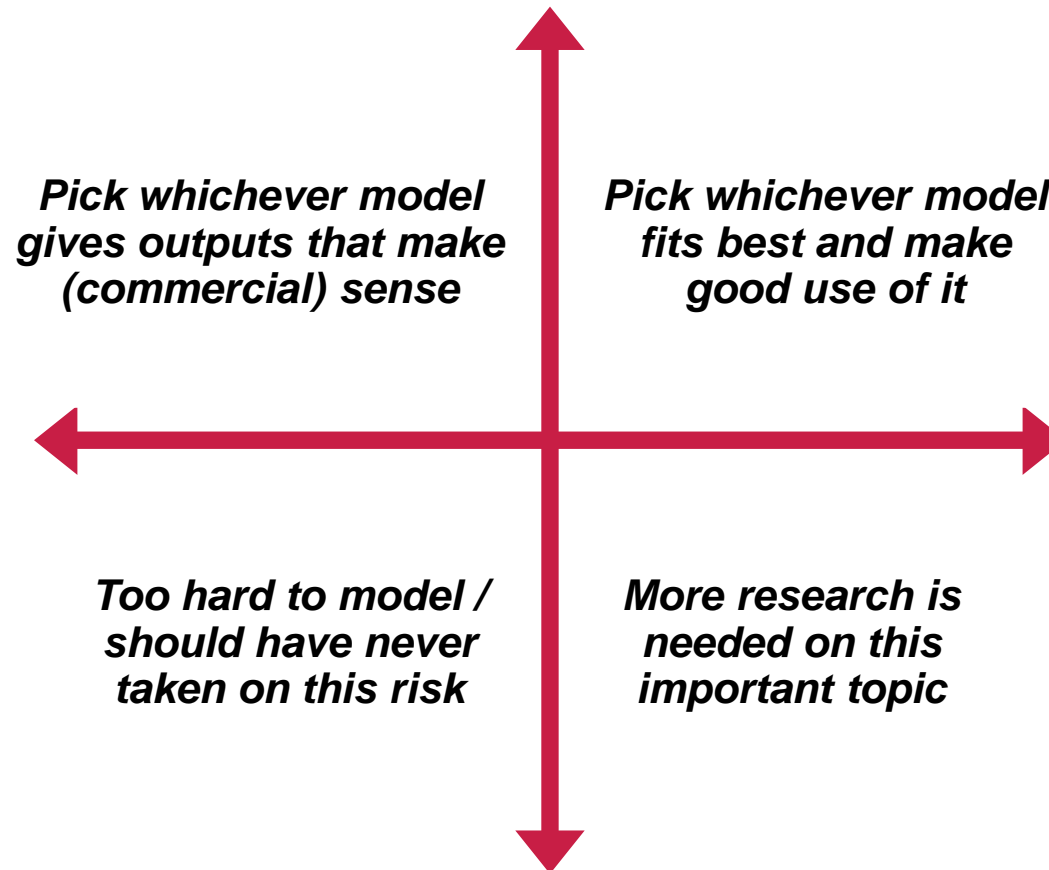 Pick whichever model
gives outputs that make
(commercial) sense
Pick whichever model
fits best and make
good use of it
Too hard to model /
should have never
taken on this risk
More research is
needed on this
important topic